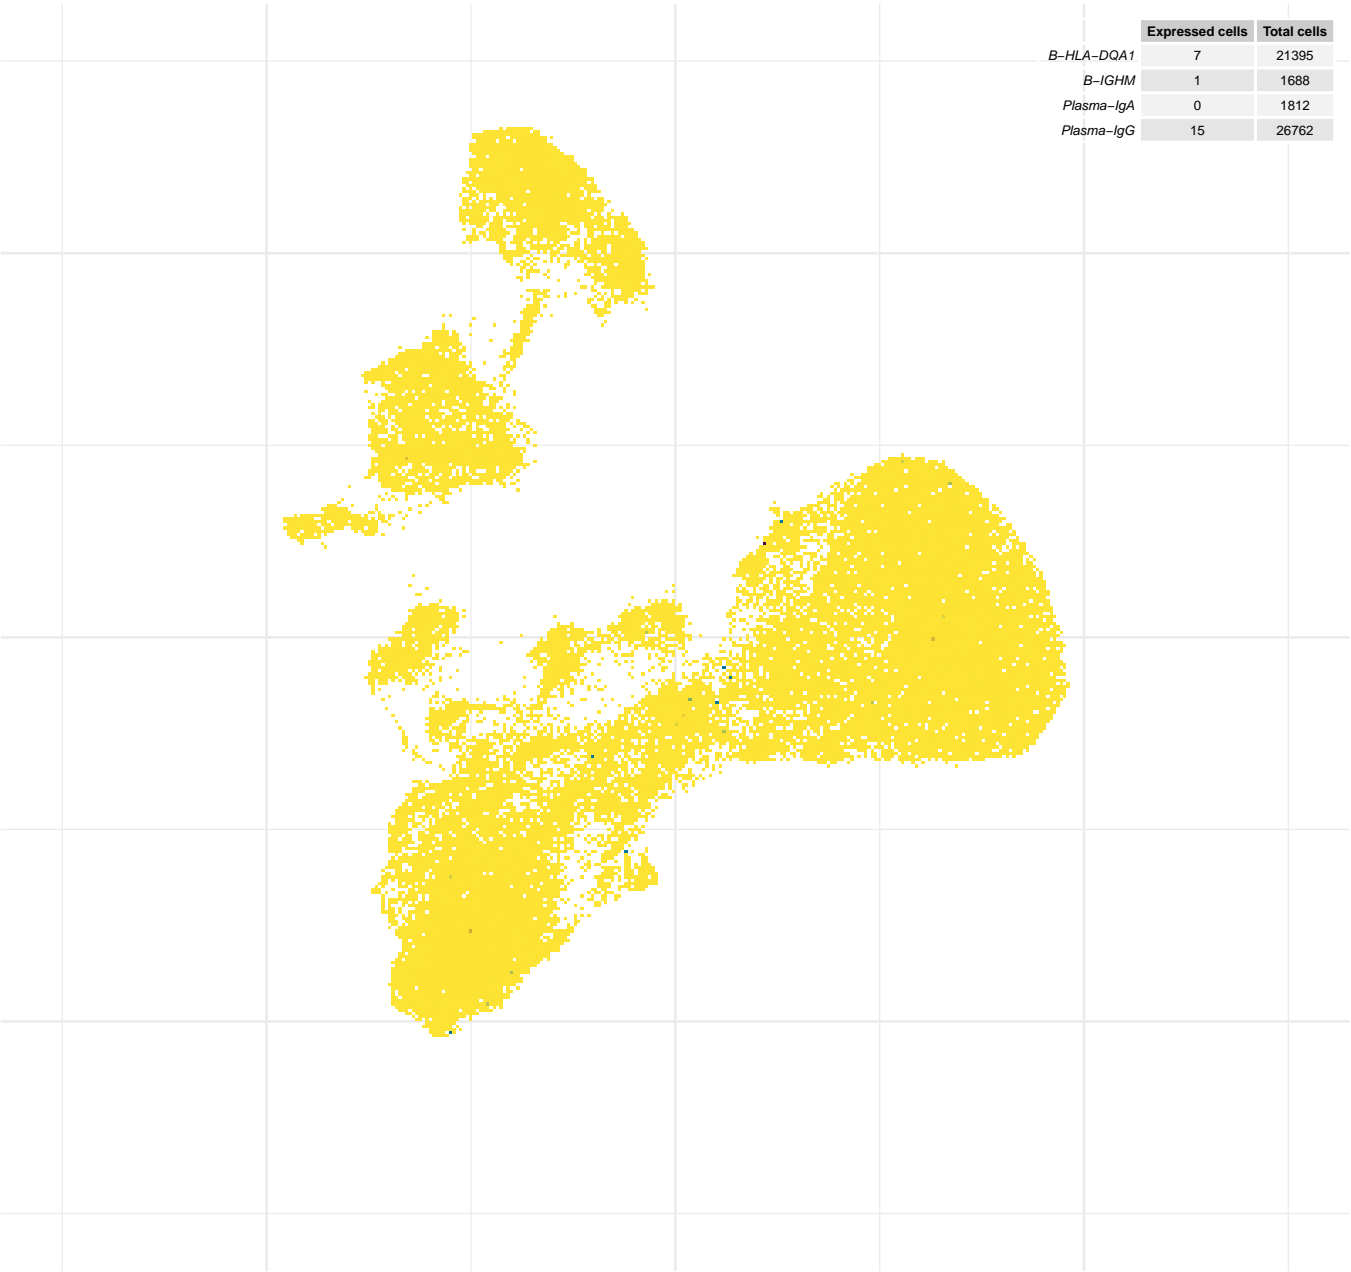 Expressed cells Total cells
B−HLA−DQA1 7 21395
B−IGHM 1 1688
Plasma−IgA 0 1812
Plasma−IgG 15 26762